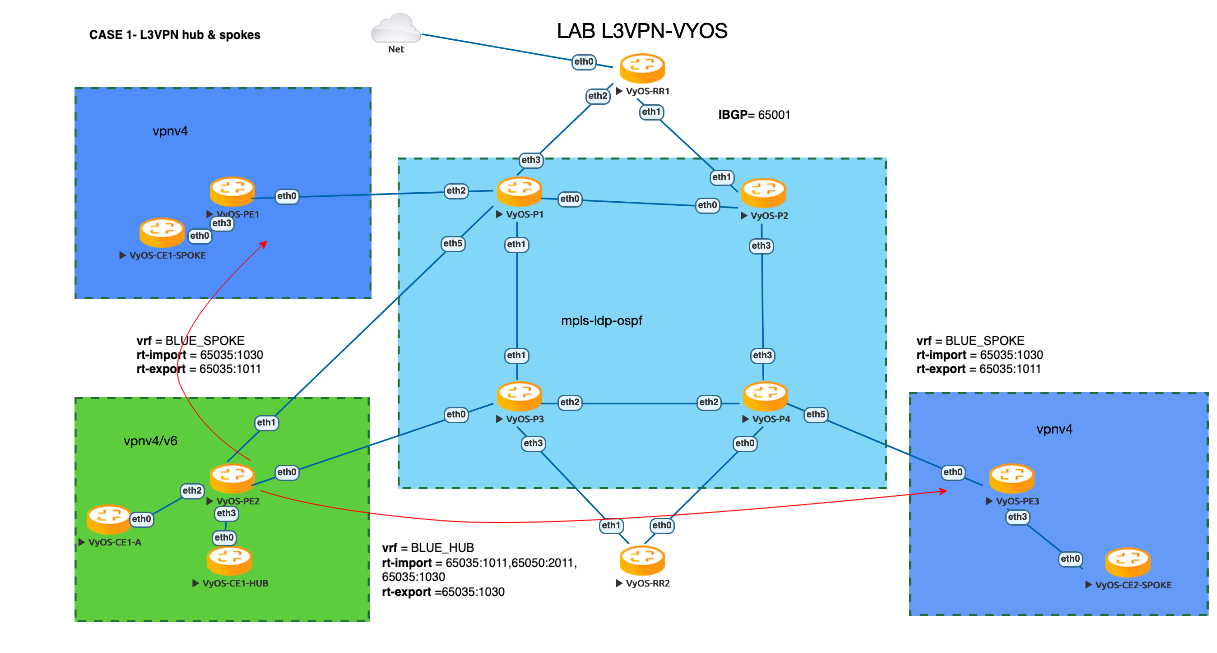 CASE 1- L3VPN hub & spokes
LAB L3VPN-VYOS
Net
eth0
VyOS-RR1
eth2
eth1
IBGP= 65001
vpnv4
eth3
eth1
VyOS-PE1
eth0
eth2
eth0
eth0
VyOS-P1
VyOS-P2
eth3
eth0
VyOS-CE1-SPOKE
eth5
eth1
eth3
mpls-ldp-ospf
vrf = BLUE_SPOKE
rt-import = 65035:1030
rt-export = 65035:1011
vrf = BLUE_SPOKE
rt-import = 65035:1030
rt-export = 65035:1011
eth1
eth3
eth2
eth2
VyOS-P3
VyOS-P4
eth0
eth5
eth1
vpnv4/v6
vpnv4
eth3
eth0
eth0
eth0
VyOS-PE2
VyOS-PE3
eth2
eth0
eth3
eth3
VyOS-CE1-A
eth0
VyOS-CE1-HUB
eth1
eth0
VyOS-RR2
eth0
VyOS-CE2-SPOKE
vrf = BLUE_HUB
rt-import = 65035:1011,65050:2011,
65035:1030
rt-export =65035:1030